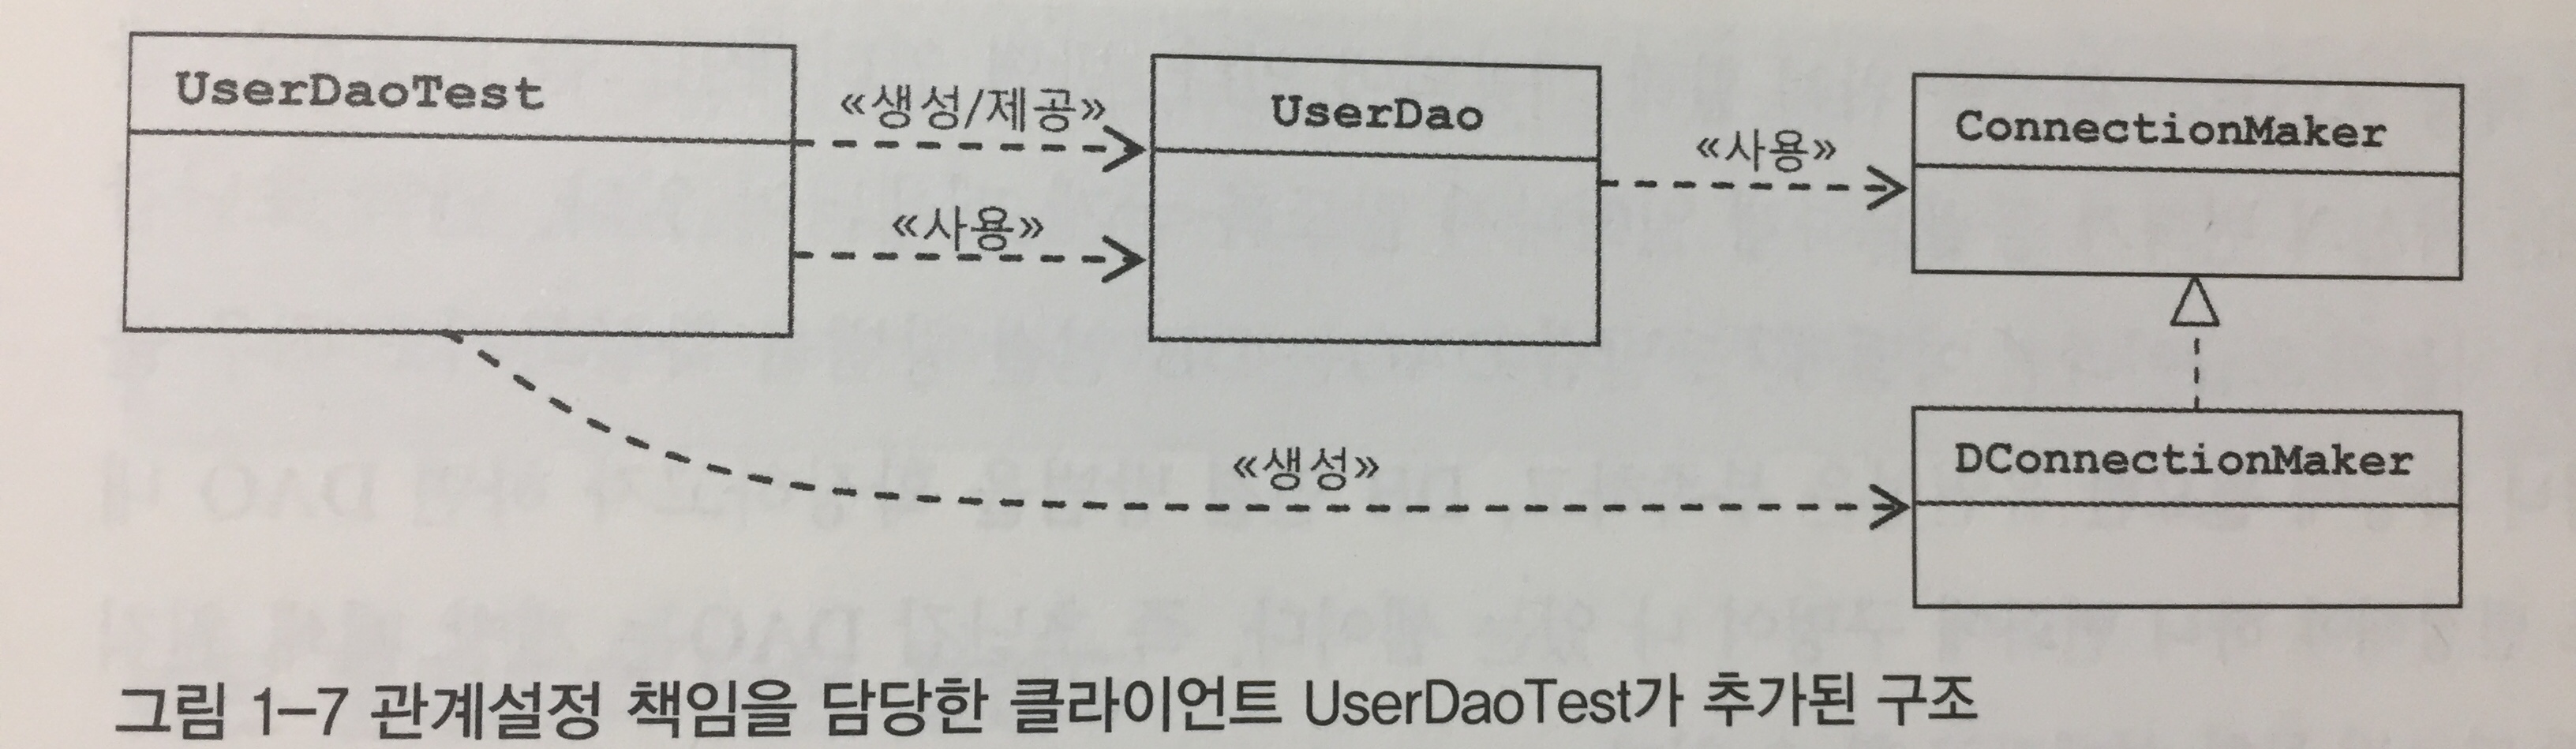 UserDaoTest
«생성/제공»
«사용»
UserDao
«사용»
ConnectionMaker
«생성»
DConnectionMaker
그림 1-7 관계설정 책임을 담당한 클라이언트 UserDaoTest가 추가된 구조